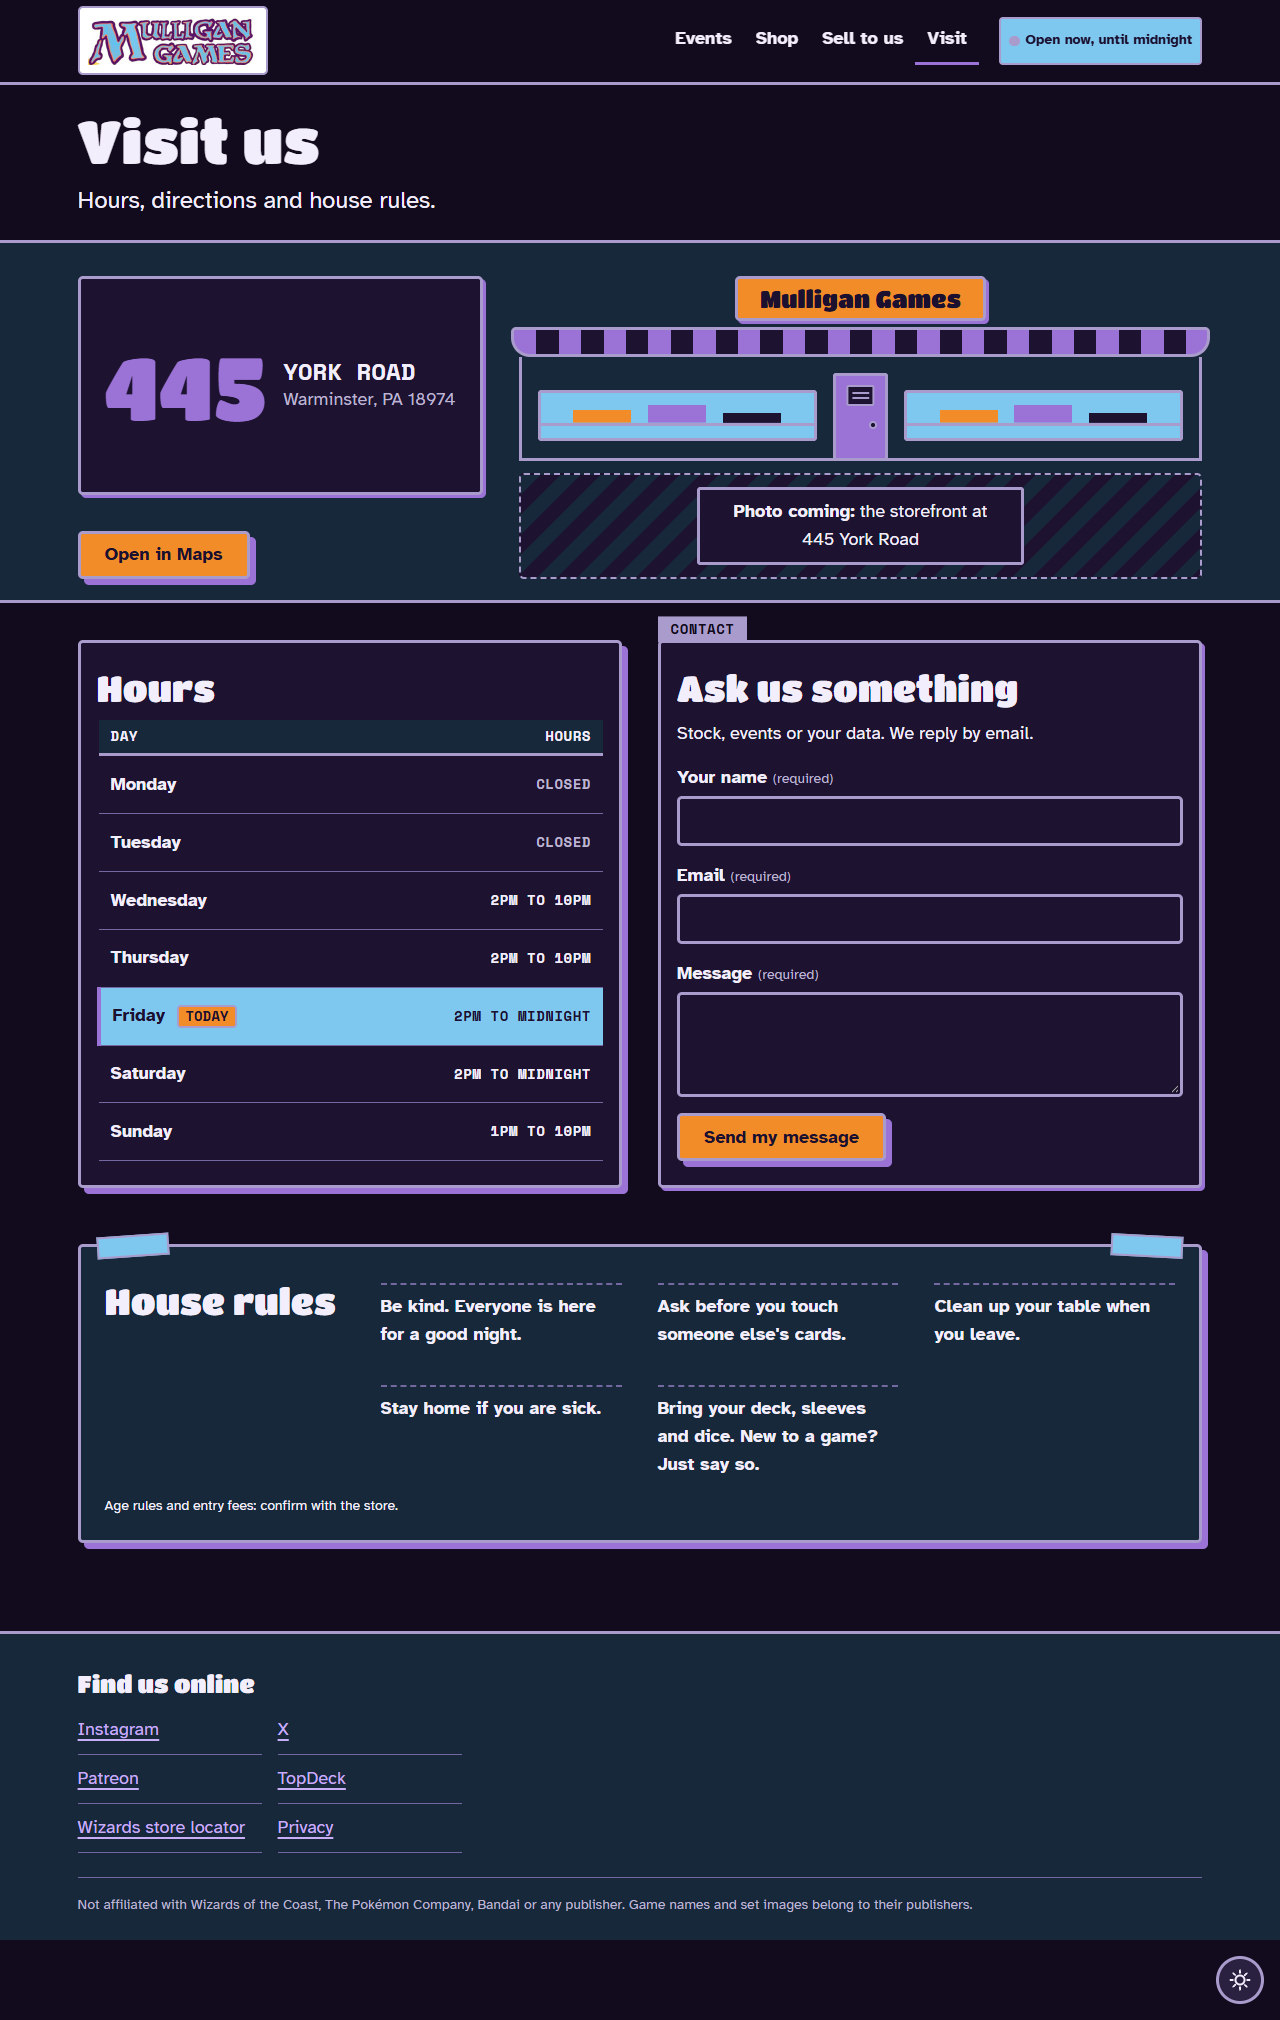 MULLIGAN GAMES
Events Shop Sell to us Visit Open now, until midnight
Visit us
Hours, directions and house rules.
445 YORK ROAD
Warminster, PA 18974
Open in Maps
Mulligan Games
Photo coming: the storefront at
445 York Road
Hours
DAY HOURS
Monday CLOSED
Tuesday CLOSED
Wednesday 2PM TO 10PM
Thursday 2PM TO 10PM
Friday TODAY 2PM TO MIDNIGHT
Saturday 2PM TO MIDNIGHT
Sunday 1PM TO 10PM
CONTACT
Ask us something
Stock, events or your data. We reply by email.
Your name (required)
Email (required)
Message (required)
Send my message
House rules
Be kind. Everyone is here
for a good night.
Ask before you touch
someone else's cards.
Clean up your table when
you leave.
Stay home if you are sick.
Bring your deck, sleeves
and dice. New to a game?
Just say so.
Age rules and entry fees: confirm with the store.
Find us online
Instagram X
Patreon TopDeck
Wizards store locator Privacy
Not affiliated with Wizards of the Coast, The Pokémon Company, Bandai or any publisher. Game names and set images belong to their publishers.